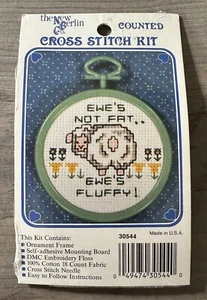 the New Berlin Co.
COUNTED
CROSS STITCH KIT
EWE'S
NOT FAT..
EWE'S
FLUFFY!
This Kit Contains:
30544
Made in U.S.A.
• Ornament Frame
• Self-adhesive Mounting Board
• DMC Embroidery Floss
• 100% Cotton 18 Count Fabric
• Cross Stitch Needle
• Easy to Follow Instructions
0 49474 30544 0